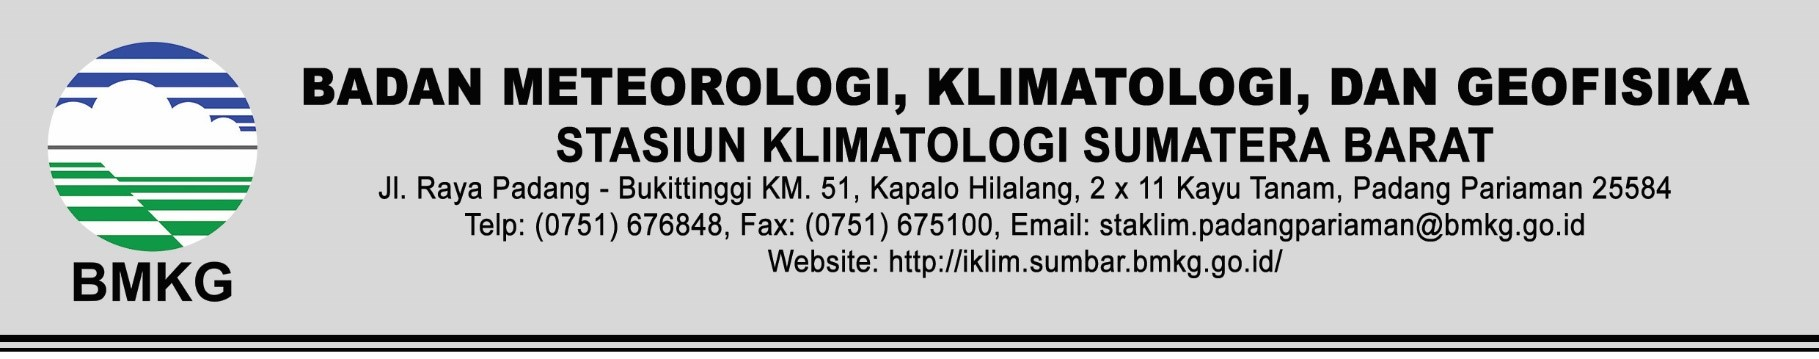 BADAN METEOROLOGI, KLIMATOLOGI, DAN GEOFISIKA
STASIUN KLIMATOLOGI SUMATERA BARAT
Jl. Raya Padang - Bukittinggi KM. 51, Kapalo Hilalang, 2 x 11 Kayu Tanam, Padang Pariaman 25584
Telp: (0751) 676848, Fax: (0751) 675100, Email: staklim.padangpariaman@bmkg.go.id
Website: http://iklim.sumbar.bmkg.go.id/
BMKG